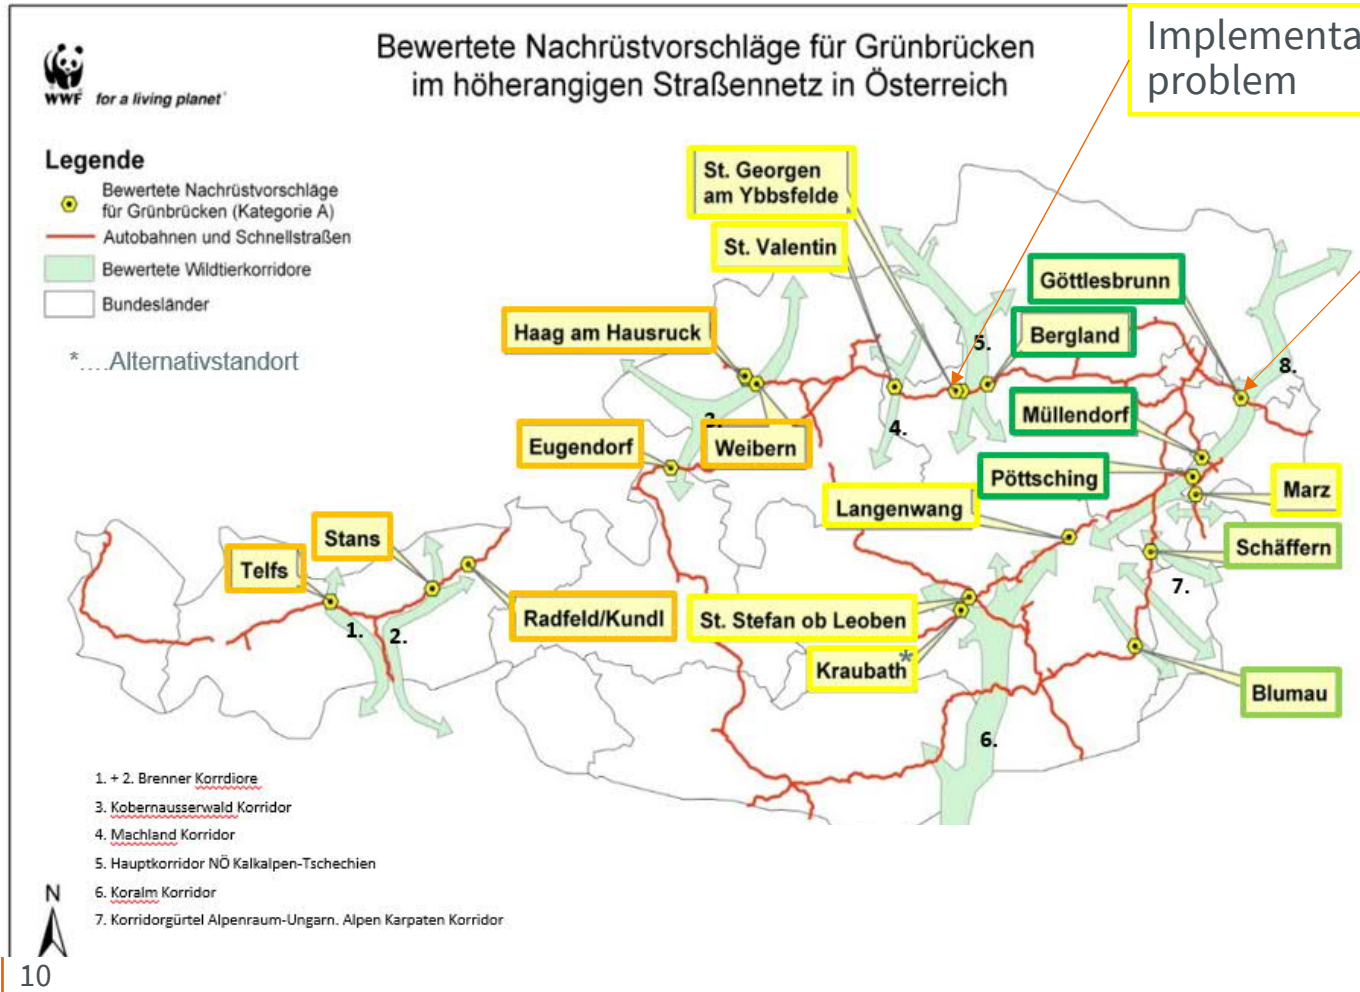 Bewertete Nachrüstvorschläge für Grünbrücken
im höherangigen Straßennetz in Österreich
Implementa
problem
WWF for a living planet®
Legende
Bewertete Nachrüstvorschläge
für Grünbrücken (Kategorie A)
Autobahnen und Schnellstraßen
Bewertete Wildtierkorridore
Bundesländer
*....Alternativstandort
St. Georgen
am Ybbsfelde
St. Valentin
Göttlesbrunn
Haag am Hausruck
Bergland
5.
8.
3.
4.
Müllendorf
Eugendorf
Weibern
Pöttsching
Marz
Langenwang
Stans
Schäffern
Telfs
7.
Radfeld/Kundl
St. Stefan ob Leoben
1.
2.
Kraubath*
Blumau
6.
1. + 2. Brenner Korrdiore
3. Kobernausserwald Korridor
4. Machland Korridor
5. Hauptkorridor NÖ Kalkalpen-Tschechien
6. Koralm Korridor
7. Korridorgürtel Alpenraum-Ungarn. Alpen Karpaten Korridor
N
10